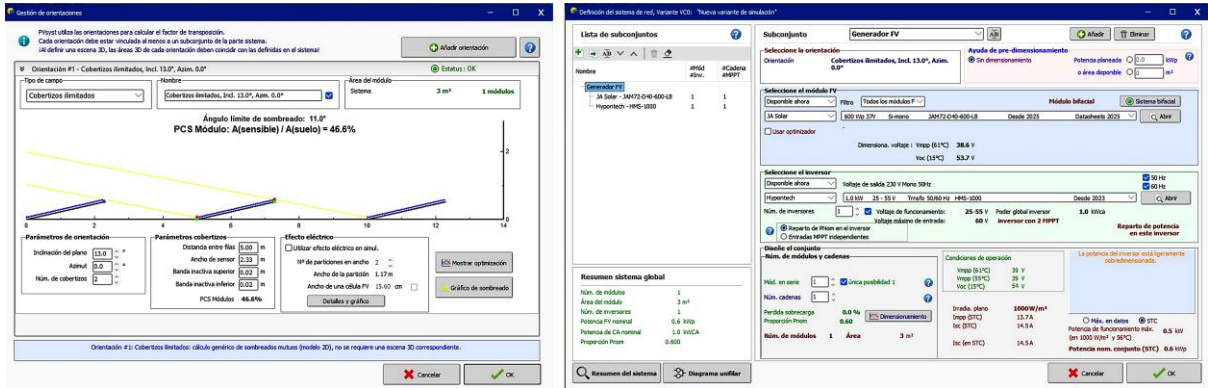 Gestión de orientaciones
PVsyst utiliza las orientaciones para calcular el factor de transposición.
Cada orientación debe estar vinculada al menos a un subconjunto de la parte sistema.
¡Al definir una escena 3D, las áreas 3D de cada orientación deben coincidir con las definidas en el sistema!
Añadir orientación
Orientación #1 - Cobertizos ilimitados, Incl. 13.0°, Azim. 0.0°
Estatus : OK
Tipo de campo
Nombre
Área del módulo
Cobertizos ilimitados
Cobertizos ilimitados, Incl. 13.0°, Azim. 0.0°
Sistema 3 m² 1 módulos
Ángulo límite de sombreado: 11.0°
PCS Módulo: A(sensible) / A(suelo) = 46.6%
2
1
0 2 4 6 8 10 12 14
Parámetros de orientación
Inclinación del plano 13.0 °
Azimut 0.0 °
Núm. de cobertizos 2
Parámetros cobertizos
Distancia entre filas 5.00 m
Ancho de sensor 2.33 m
Banda inactiva superior 0.02 m
Banda inactiva inferior 0.02 m
PCS Módulos 46.6%
Efecto eléctrico
Utilizar efecto eléctrico en simul.
Nº de particiones en ancho 2
Ancho de la partición 1.17 m
Ancho de una célula FV 15.60 cm
Detalles y gráfico
Mostrar optimización
Gráfico de sombreado
Orientación #1: Cobertizos ilimitados: cálculo genérico de sombreados mutuos (modelo 2D), no se requiere una escena 3D correspondiente.
Cancelar
OK
Definición del sistema de red, Variante VC0: "Nueva variante de simulación"
Lista de subconjuntos
Nombre
#Mód #Cadena
#Inv. #MPPT
Generador FV
JA Solar - JAM72-D40-600-LB 1 1
Hypontech - HMS-1000 1 1
Resumen sistema global
Núm. de módulos 1
Área del módulo 3 m²
Núm. de inversores 1
Potencia FV nominal 0.6 kWp
Potencia de CA nominal 1.0 kWCA
Proporción Pnom 0.600
Resumen del sistema
Diagrama unifilar
Subconjunto
Generador FV
Añadir
Eliminar
Seleccione la orientación
Orientación Cobertizos ilimitados, Incl. 13.0°, Azim. 0.0°
Ayuda de pre-dimensionamiento
Sin dimensionamiento
Potencia planeada 0.0 kWp
o área disponible 0 m²
Seleccione el módulo FV
Disponible ahora
Filtro
Todos los módulos F
Módulo bifacial
Sistema bifacial
JA Solar
600 Wp 37V Si-mono JAM72-D40-600-LB Desde 2025 Datasheets 2025
Abrir
Usar optimizador
Dimensiona. voltaje : Vmpp (61°C) 38.6 V
Voc (15°C) 53.7 V
Seleccione el inversor
Disponible ahora
Voltaje de salida 230 V Mono 50Hz
50 Hz
60 Hz
Hypontech
1.0 kW 25 - 55 V Trnsfo 50/60 Hz HMS-1000 Desde 2023
Abrir
Núm. de inversores 1
Voltaje de funcionamiento: 25-55 V Poder global inversor 1.0 kWca
Voltaje máximo de entrada: 60 V inversor con 2 MPPT
Reparto de PNom en el inversor
Entradas MPPT independientes
Reparto de potencia
en este inversor
Diseñe el conjunto
Núm. de módulos y cadenas
Mód. en serie 1 única posibilidad 1
Núm. cadenas 1
Perdida sobrecarga 0.0 %
Proporción Pnom 0.60
Dimensionamiento
Núm. de módulos 1 Área 3 m²
Condiciones de operación
Vmpp (61°C) 39 V
Vmpp (55°C) 39 V
Voc (15°C) 54 V
Irrada. plano 1000W/m²
Impp (STC) 13.7 A
Isc (STC) 14.5 A
Isc (en STC) 14.5 A
La potencia del inversor está ligeramente sobredimensionada.
Máx. en datos
STC
Potencia de funcionamiento máx. 0.5 kW
(en 1000 W/m² y 56°C)
Potencia nom. conjunto (STC) 0.6 kWp
Cancelar
OK